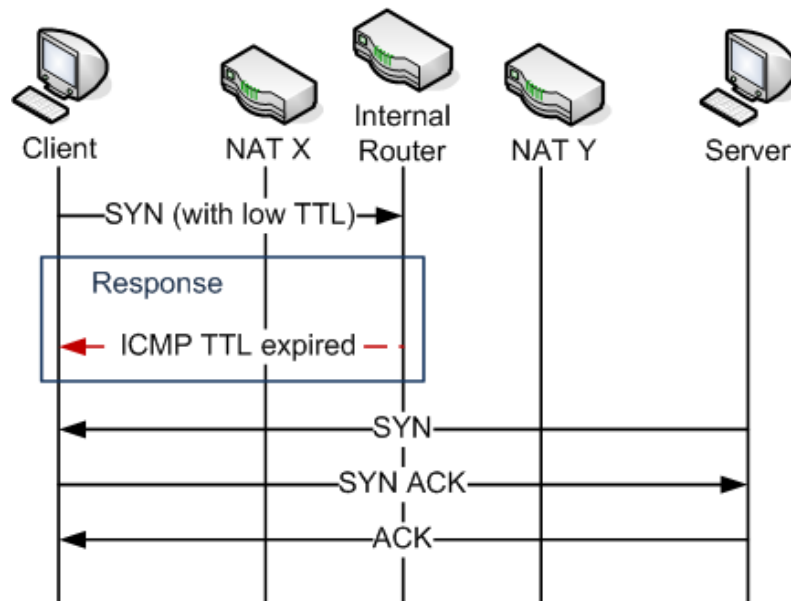 Client
NAT X
Internal
Router
NAT Y
Server
SYN (with low TTL)
Response
ICMP TTL expired
SYN
SYN ACK
ACK